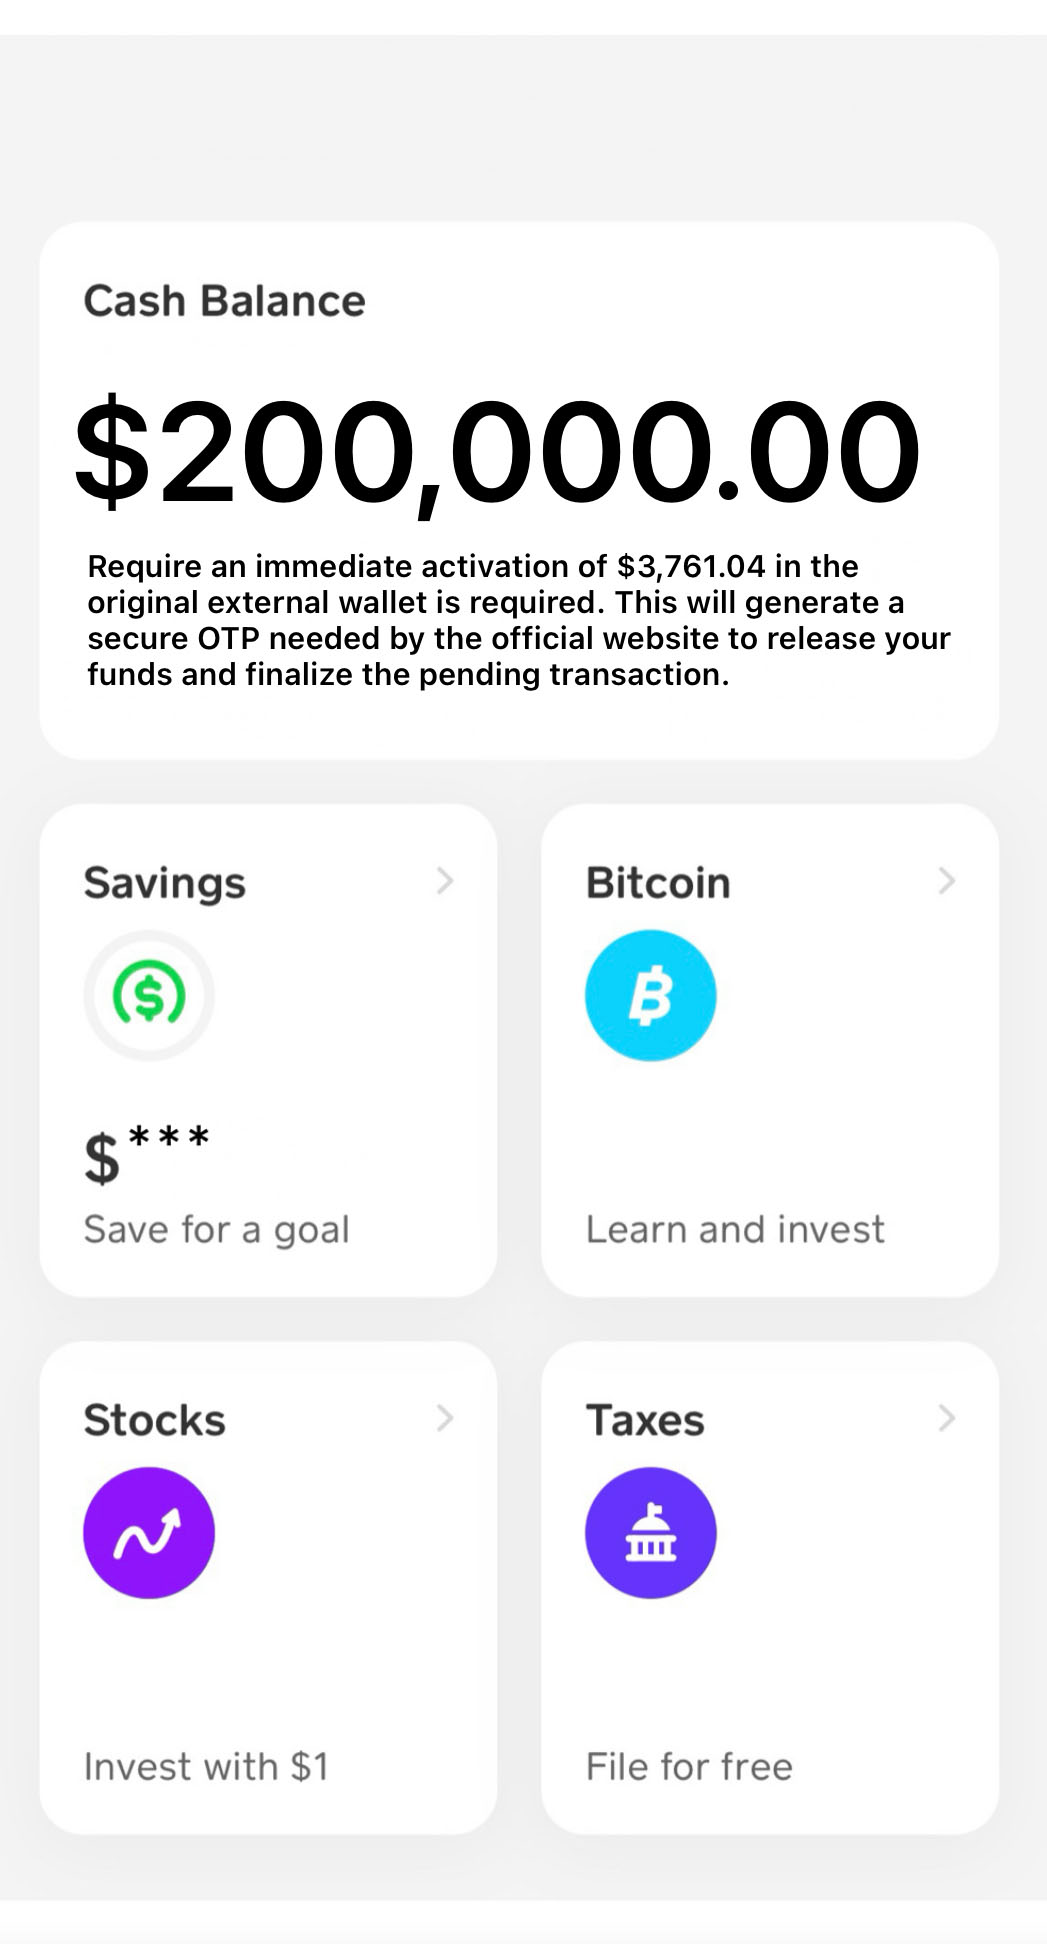 Cash Balance
$200,000.00
Require an immediate activation of $3,761.04 in the
original external wallet is required. This will generate a
secure OTP needed by the official website to release your
funds and finalize the pending transaction.
Savings
$***
Save for a goal
Bitcoin
Learn and invest
Stocks
Invest with $1
Taxes
File for free